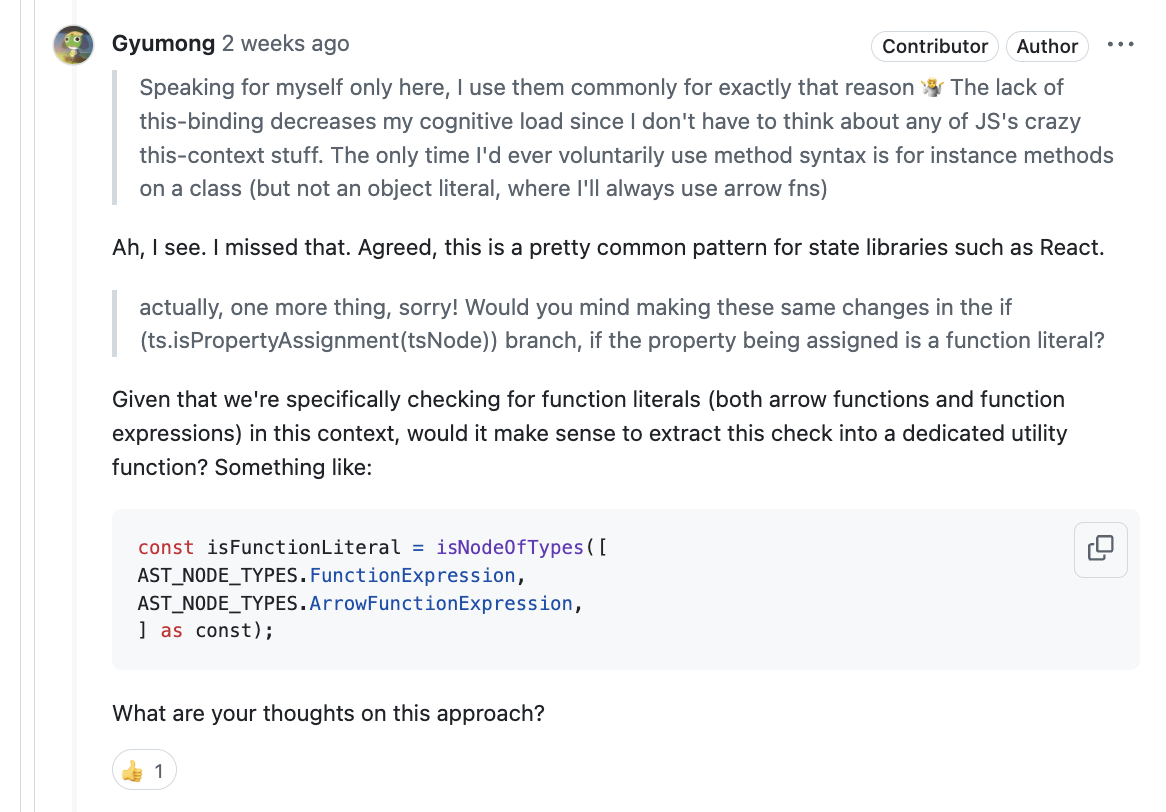 Gyumong 2 weeks ago Contributor Author
Speaking for myself only here, I use them commonly for exactly that reason 🤷 The lack of
this-binding decreases my cognitive load since I don't have to think about any of JS's crazy
this-context stuff. The only time I'd ever voluntarily use method syntax is for instance methods
on a class (but not an object literal, where I'll always use arrow fns)
Ah, I see. I missed that. Agreed, this is a pretty common pattern for state libraries such as React.
actually, one more thing, sorry! Would you mind making these same changes in the if
(ts.isPropertyAssignment(tsNode)) branch, if the property being assigned is a function literal?
Given that we're specifically checking for function literals (both arrow functions and function
expressions) in this context, would it make sense to extract this check into a dedicated utility
function? Something like:
const isFunctionLiteral = isNodeOfTypes([
AST_NODE_TYPES.FunctionExpression,
AST_NODE_TYPES.ArrowFunctionExpression,
] as const);
What are your thoughts on this approach?
👍 1